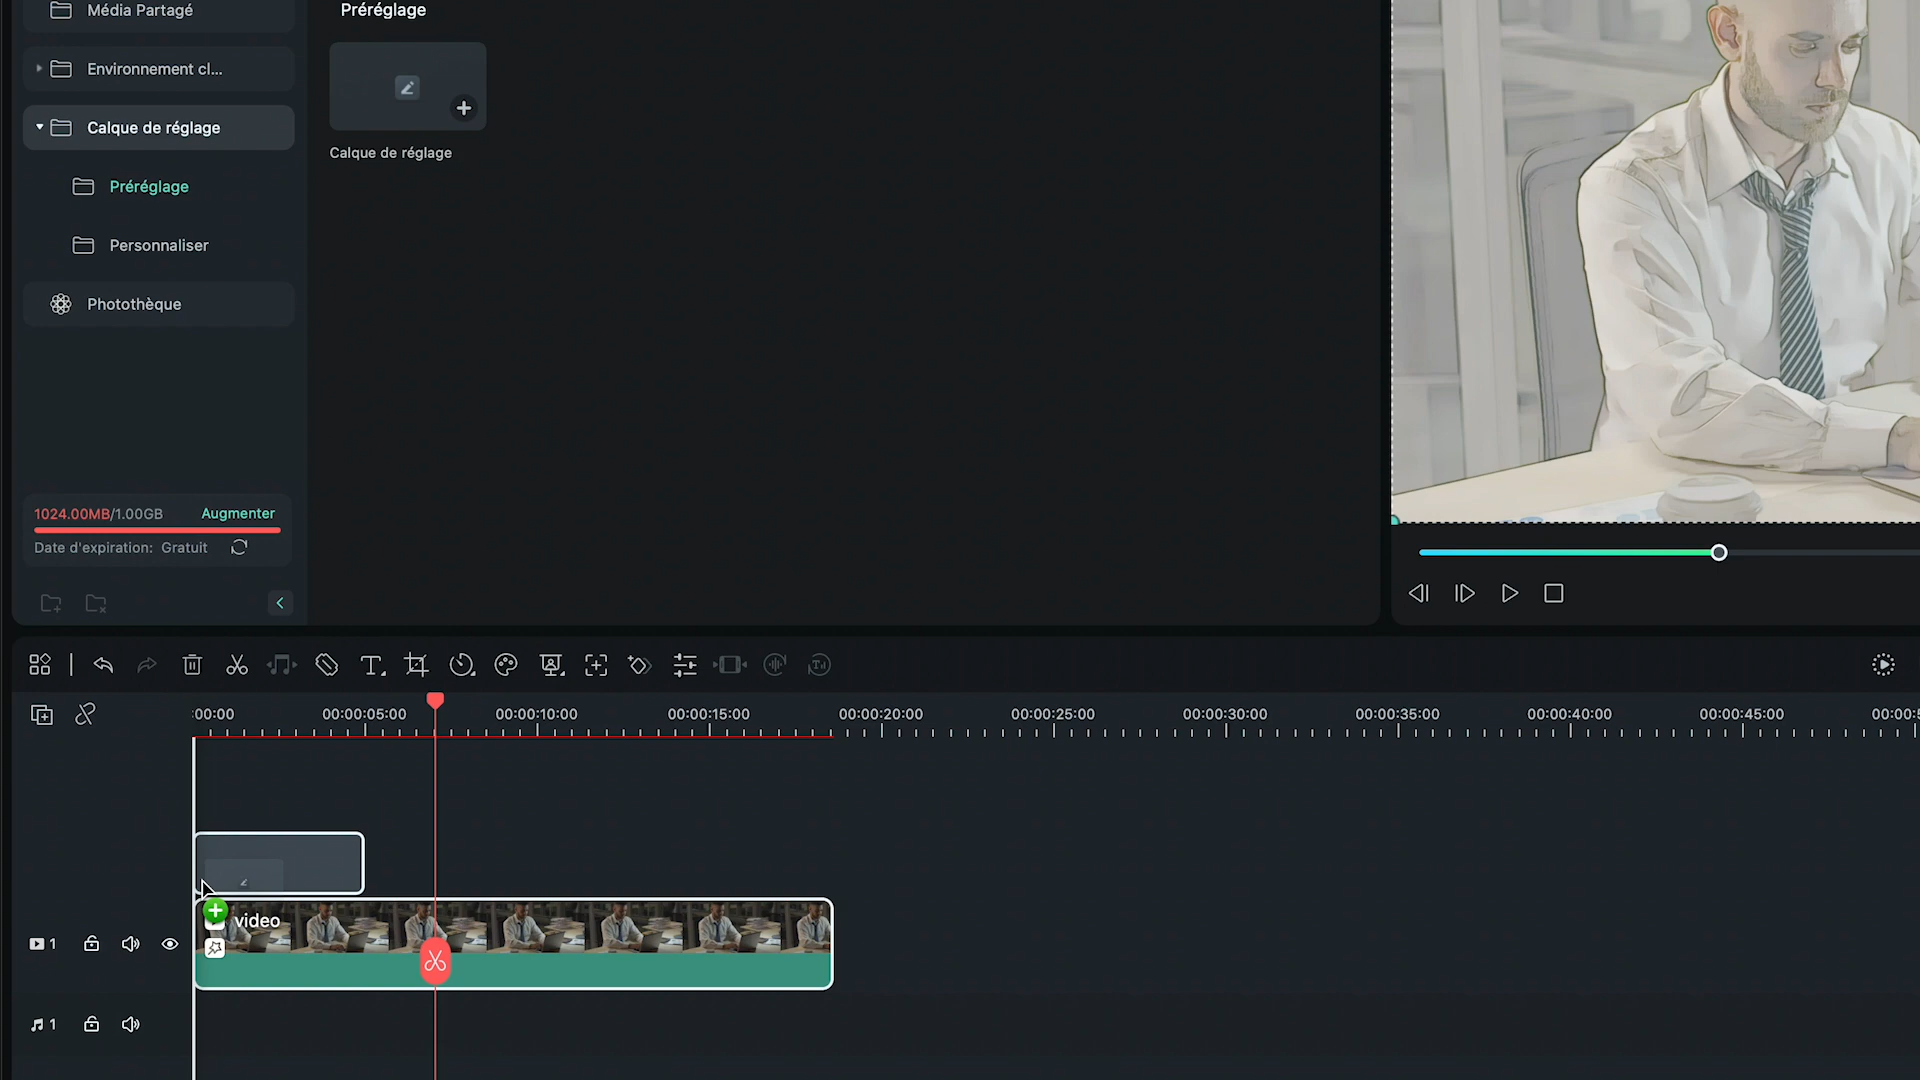 Média Partagé
Environnement cl...
Calque de réglage
Préréglage
Personnaliser
Photothèque
1024.00MB/1.00GB
Augmenter
Date d'expiration: Gratuit
Préréglage
Calque de réglage
:00:00
00:00:05:00
00:00:10:00
00:00:15:00
00:00:20:00
00:00:25:00
00:00:30:00
00:00:35:00
00:00:40:00
00:00:45:00
00:00:5
video
1
1